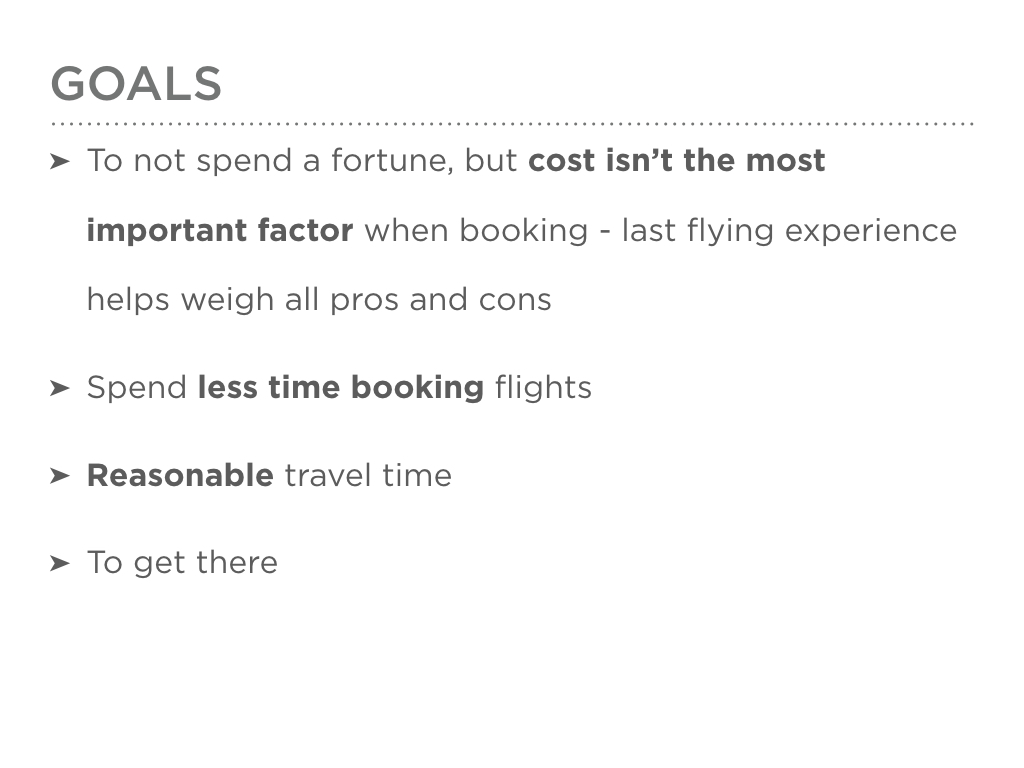 GOALS
➤ To not spend a fortune, but cost isn’t the most
important factor when booking - last flying experience
helps weigh all pros and cons
➤ Spend less time booking flights
➤ Reasonable travel time
➤ To get there